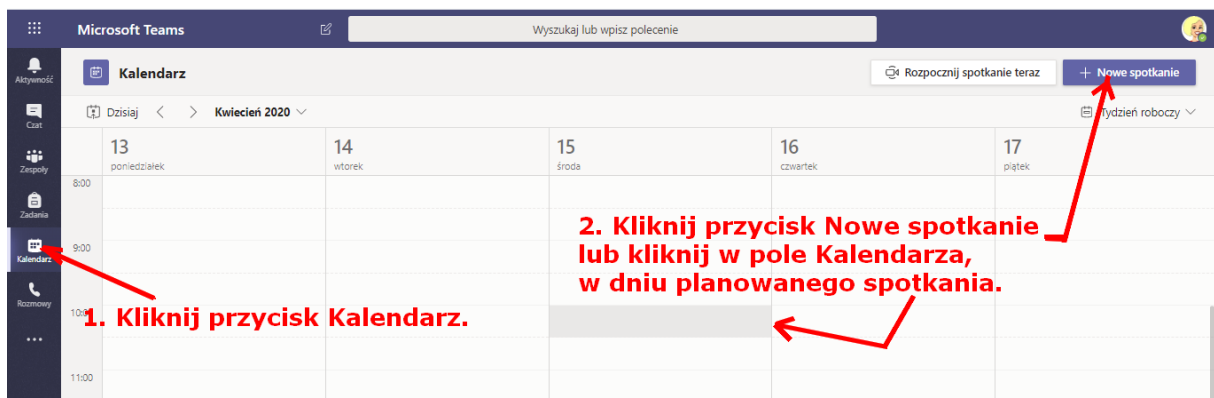 Microsoft Teams
Wyszukaj lub wpisz polecenie
Aktywność
Czat
Zespoły
Zadania
Kalendarz
Rozmowy
Kalendarz
Rozpocznij spotkanie teraz
+ Nowe spotkanie
Dzisiaj < > Kwiecień 2020
Tydzień roboczy
13
poniedziałek
14
wtorek
15
środa
16
czwartek
17
piątek
8:00
9:00
2. Kliknij przycisk Nowe spotkanie
lub kliknij w pole Kalendarza,
w dniu planowanego spotkania.
10:00
1. Kliknij przycisk Kalendarz.
11:00